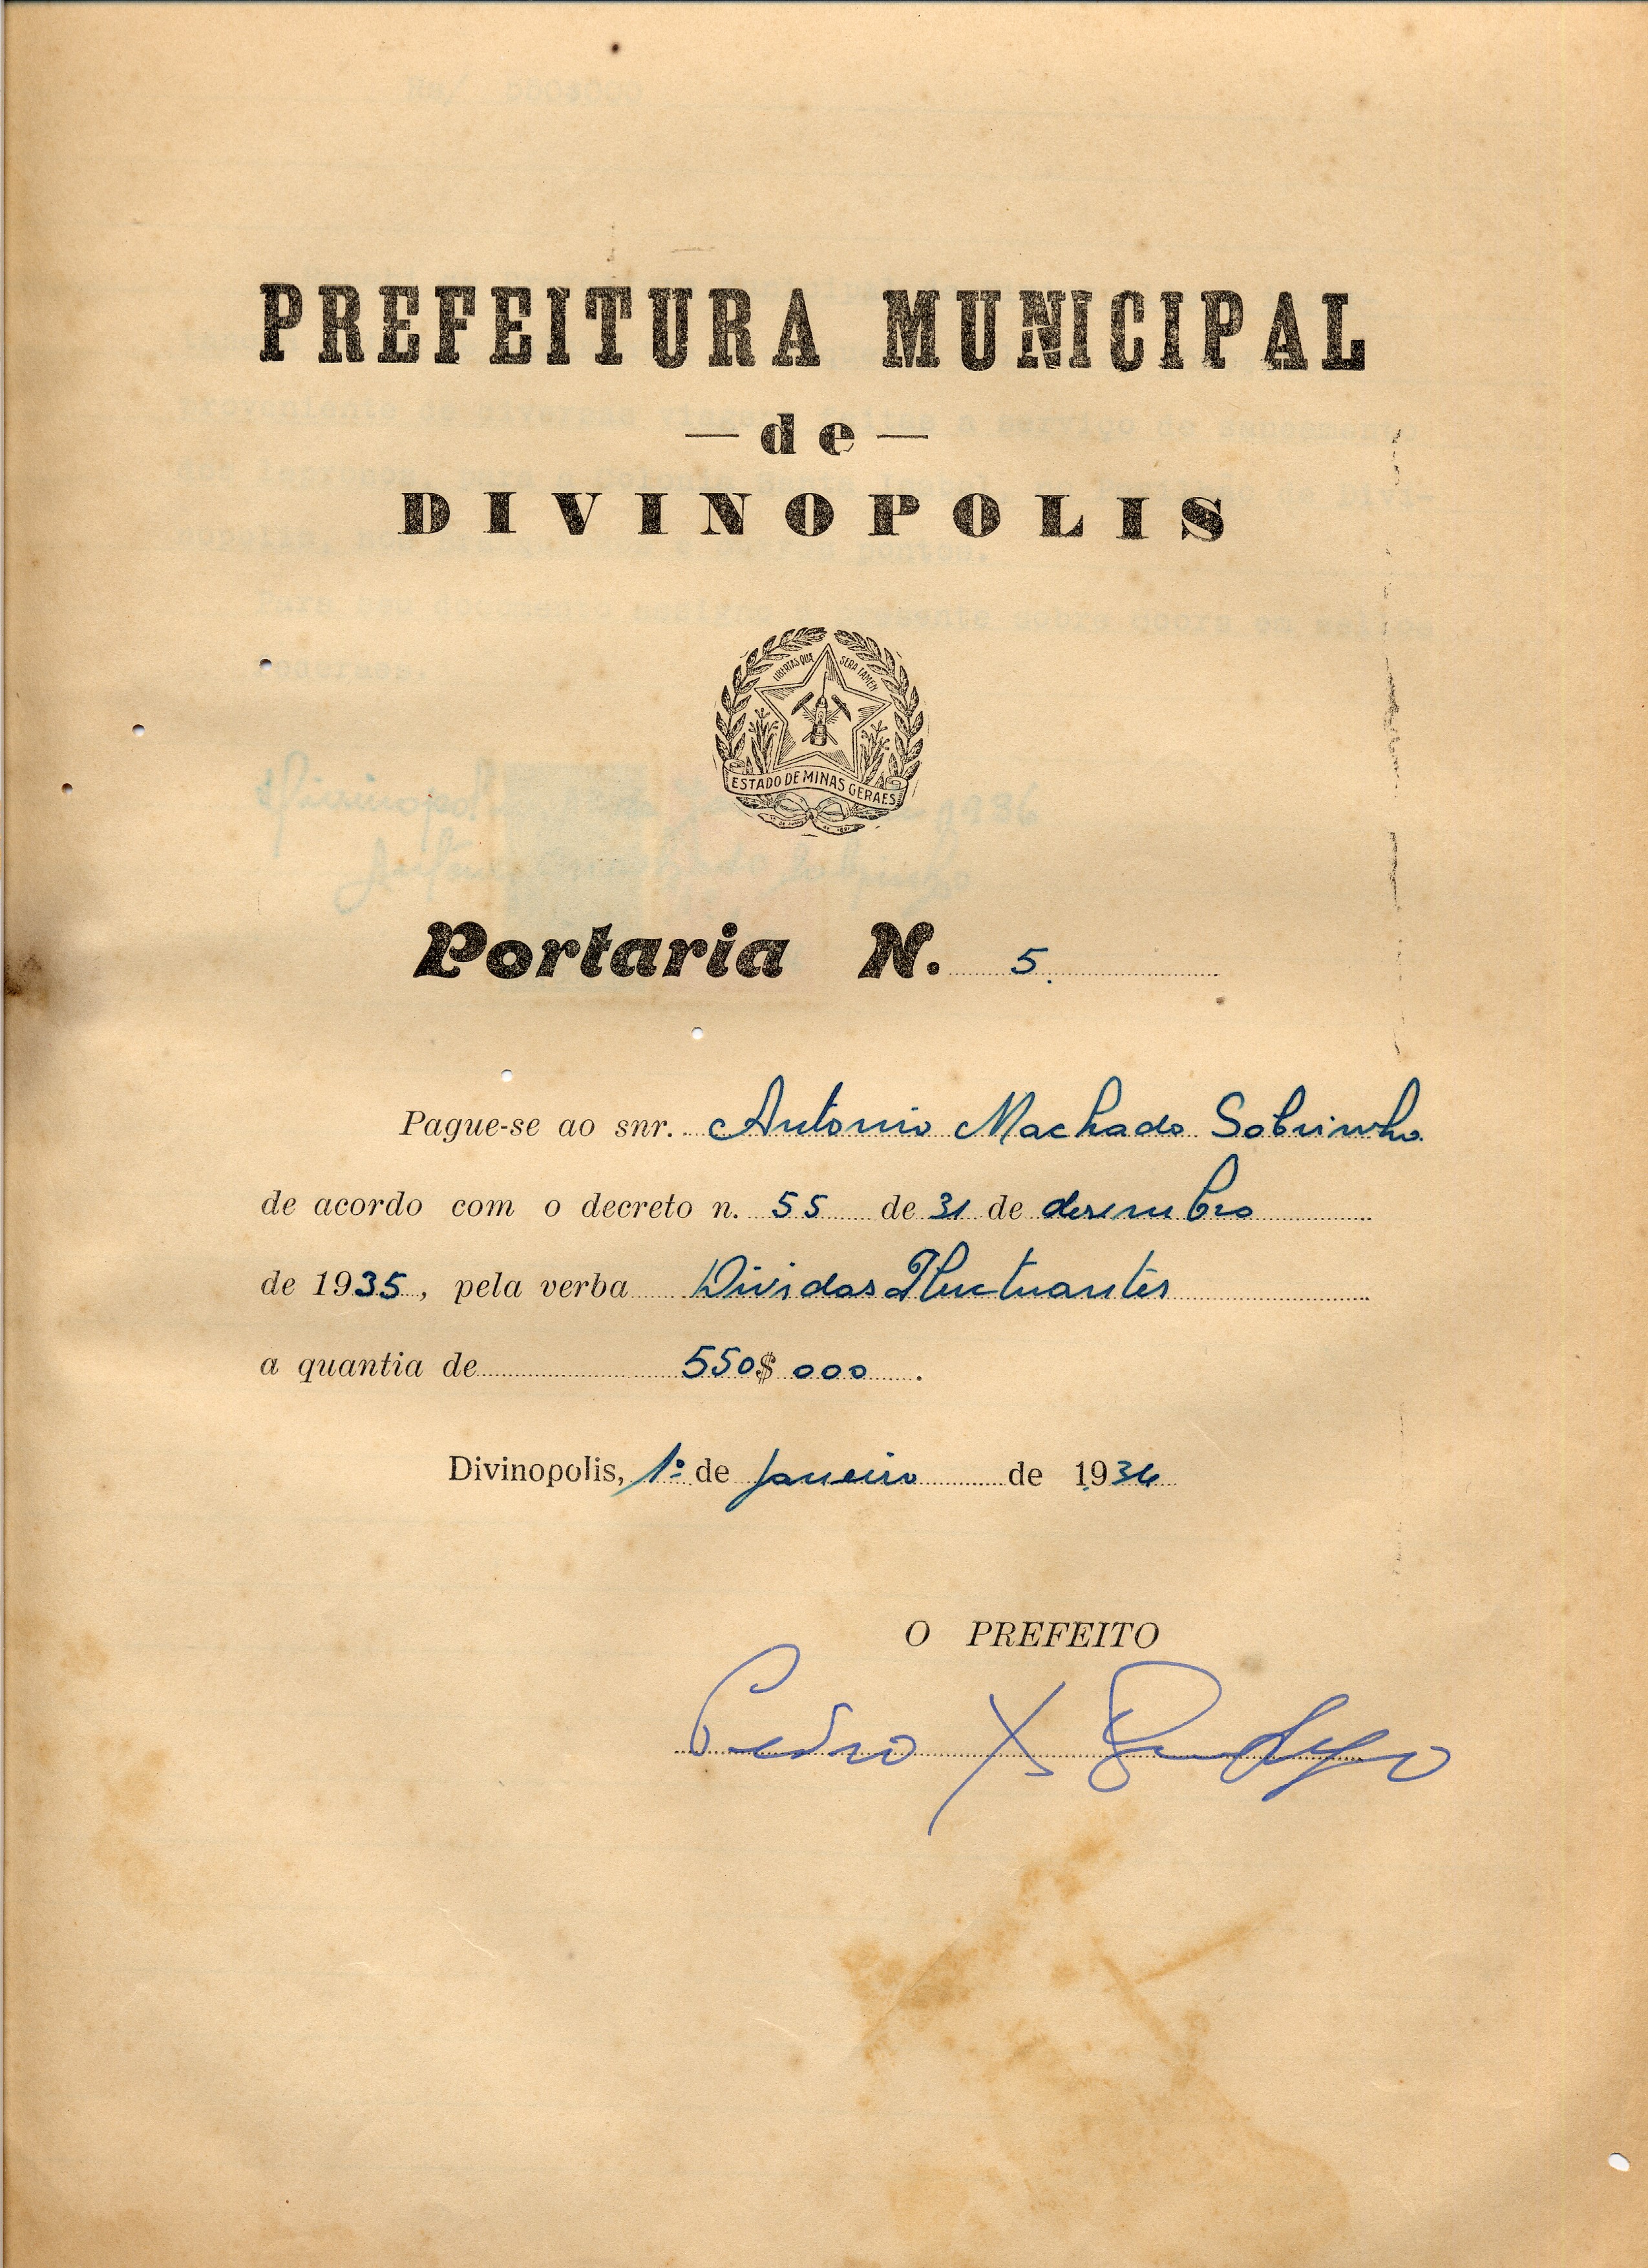 PREFEITURA MUNICIPAL
— de —
DIVINOPOLIS
LIBERTAS QUÆ SERA TAMEN
ESTADO DE MINAS GERAES
Portaria N. 5
Pague-se ao snr. Antonio Machado Sobrinho
de acordo com o decreto n. 55 de 31 de desembro
de 1935, pela verba Dividas Fluctuantes
a quantia de 550$000.
Divinopolis, 1º de Janeiro de 1936
O PREFEITO
Pedro X